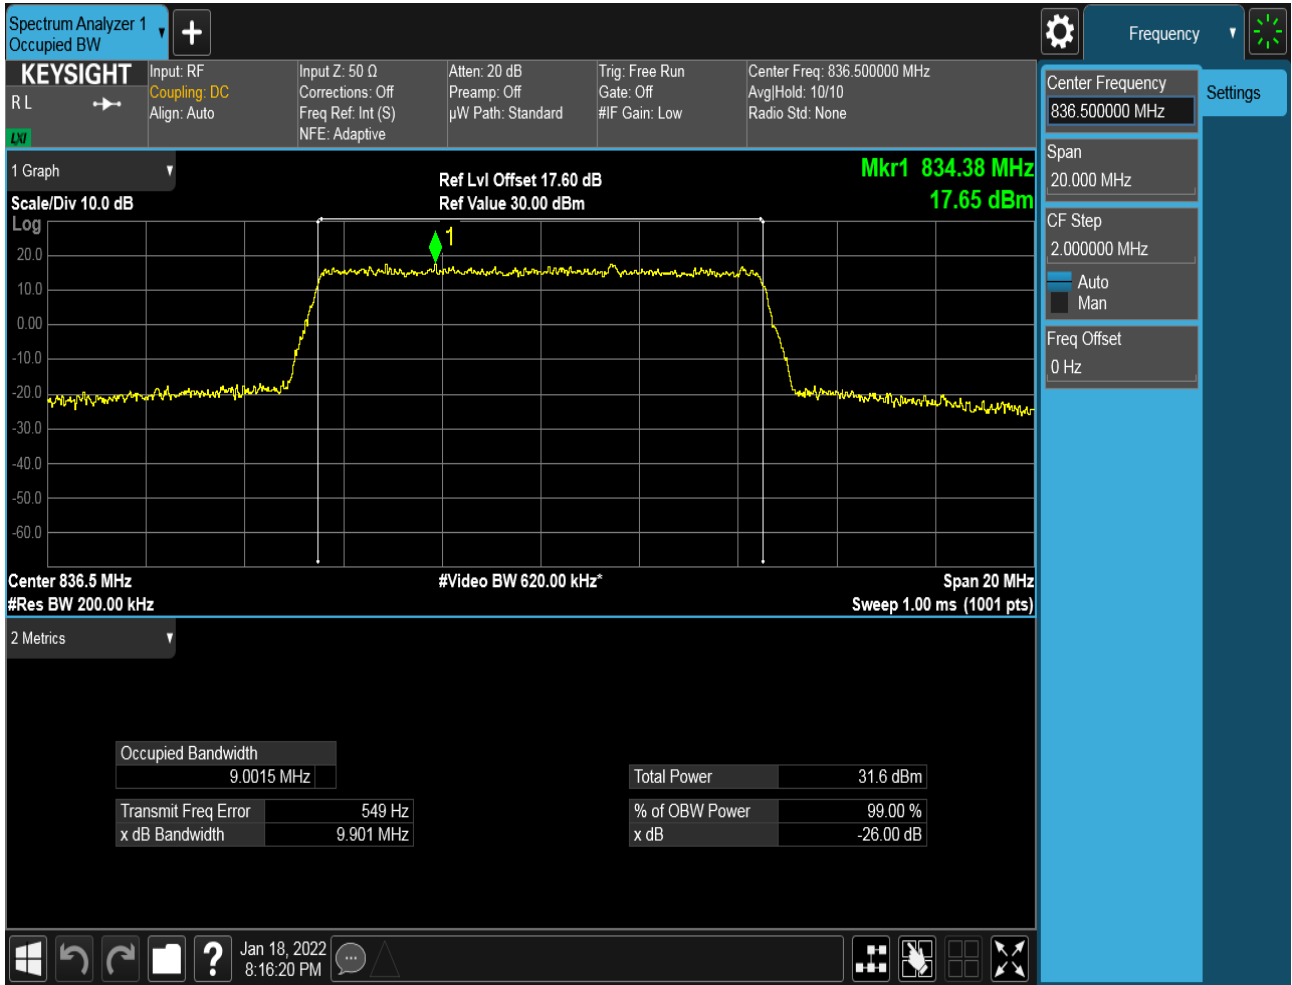 Spectrum Analyzer 1
Occupied BW
Frequency
KEYSIGHT
R L
LXI
Input: RF
Coupling: DC
Align: Auto
Input Z: 50 Ω
Corrections: Off
Freq Ref: Int (S)
NFE: Adaptive
Atten: 20 dB
Preamp: Off
µW Path: Standard
Trig: Free Run
Gate: Off
#IF Gain: Low
Center Freq: 836.500000 MHz
Avg|Hold: 10/10
Radio Std: None
Center Frequency
836.500000 MHz
Settings
Span
20.000 MHz
CF Step
2.000000 MHz
Auto
Man
Freq Offset
0 Hz
1 Graph
Scale/Div 10.0 dB
Ref Lvl Offset 17.60 dB
Ref Value 30.00 dBm
Mkr1 834.38 MHz
17.65 dBm
Log
1
20.0
10.0
0.00
-10.0
-20.0
-30.0
-40.0
-50.0
-60.0
Center 836.5 MHz
#Video BW 620.00 kHz*
Span 20 MHz
#Res BW 200.00 kHz
Sweep 1.00 ms (1001 pts)
2 Metrics
Occupied Bandwidth
9.0015 MHz
Transmit Freq Error 549 Hz
x dB Bandwidth 9.901 MHz
Total Power 31.6 dBm
% of OBW Power 99.00 %
x dB -26.00 dB
?
Jan 18, 2022
8:16:20 PM